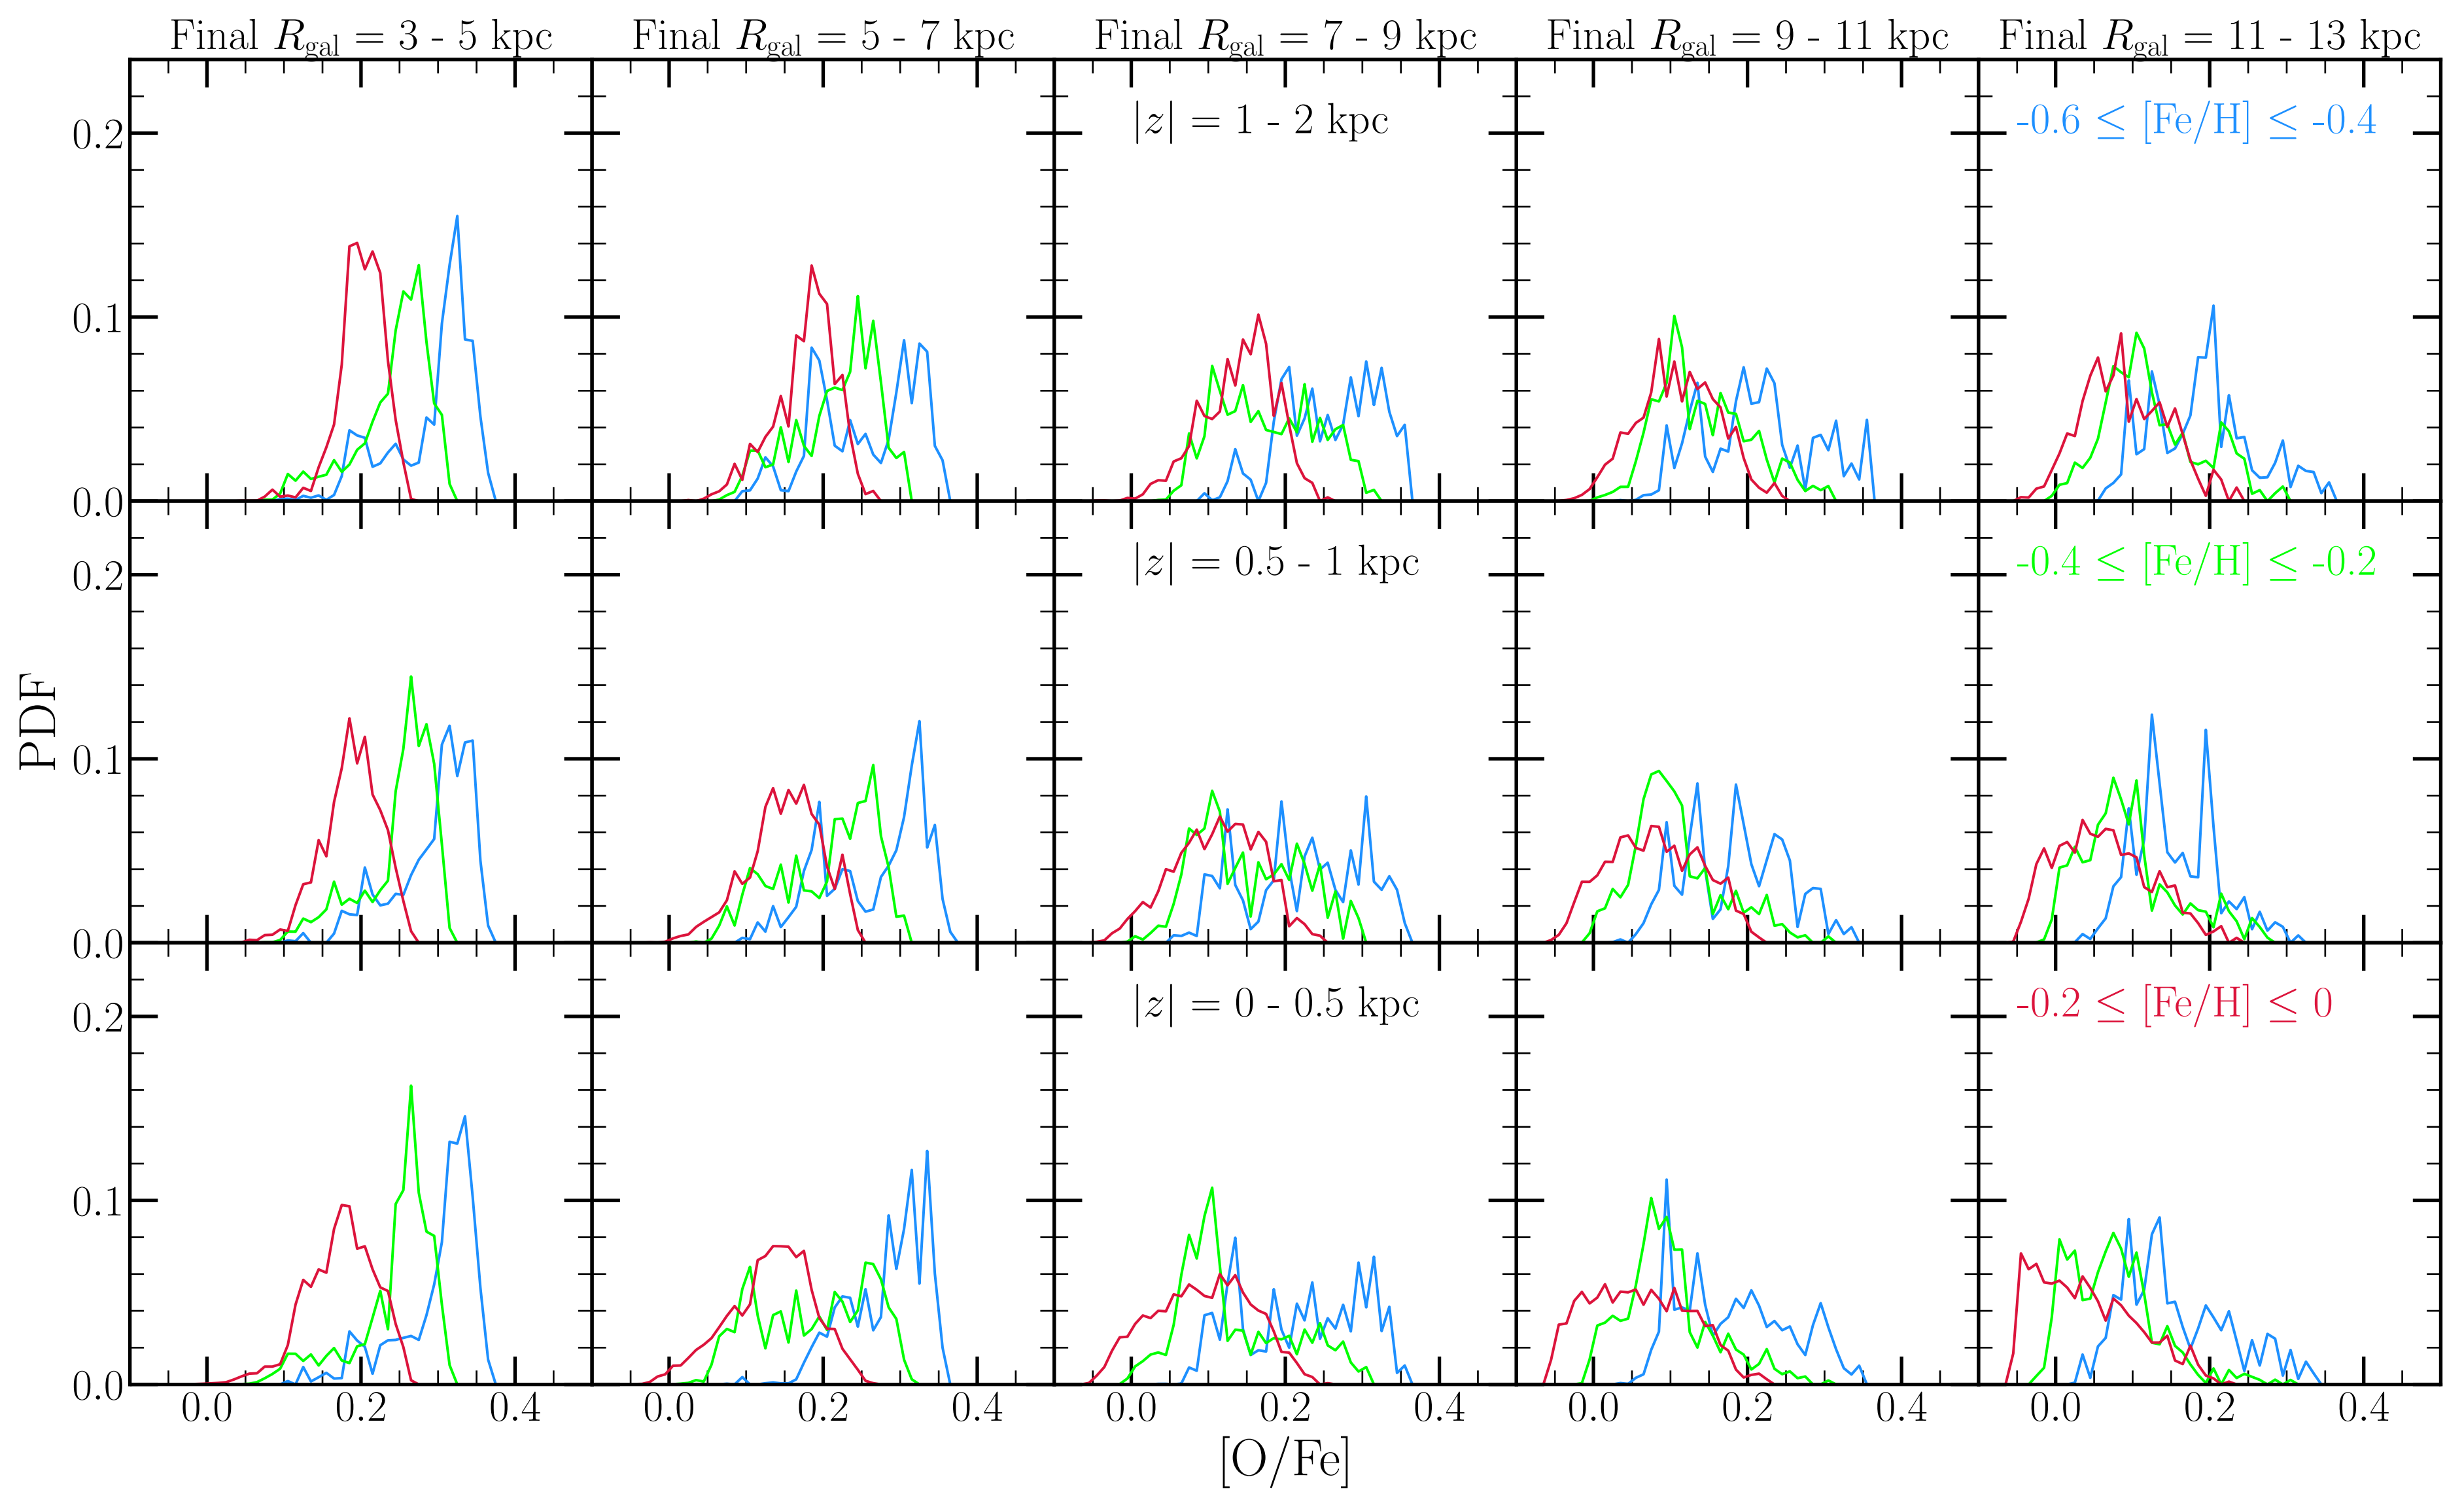 Final Rgal = 3 - 5 kpc
Final Rgal = 5 - 7 kpc
Final Rgal = 7 - 9 kpc
Final Rgal = 9 - 11 kpc
Final Rgal = 11 - 13 kpc
|z| = 1 - 2 kpc
-0.6 ≤ [Fe/H] ≤ -0.4
0.2
0.1
0.0
|z| = 0.5 - 1 kpc
-0.4 ≤ [Fe/H] ≤ -0.2
0.2
0.1
0.0
PDF
|z| = 0 - 0.5 kpc
-0.2 ≤ [Fe/H] ≤ 0
0.2
0.1
0.0
0.0 0.2 0.4
0.0 0.2 0.4
0.0 0.2 0.4
0.0 0.2 0.4
0.0 0.2 0.4
[O/Fe]